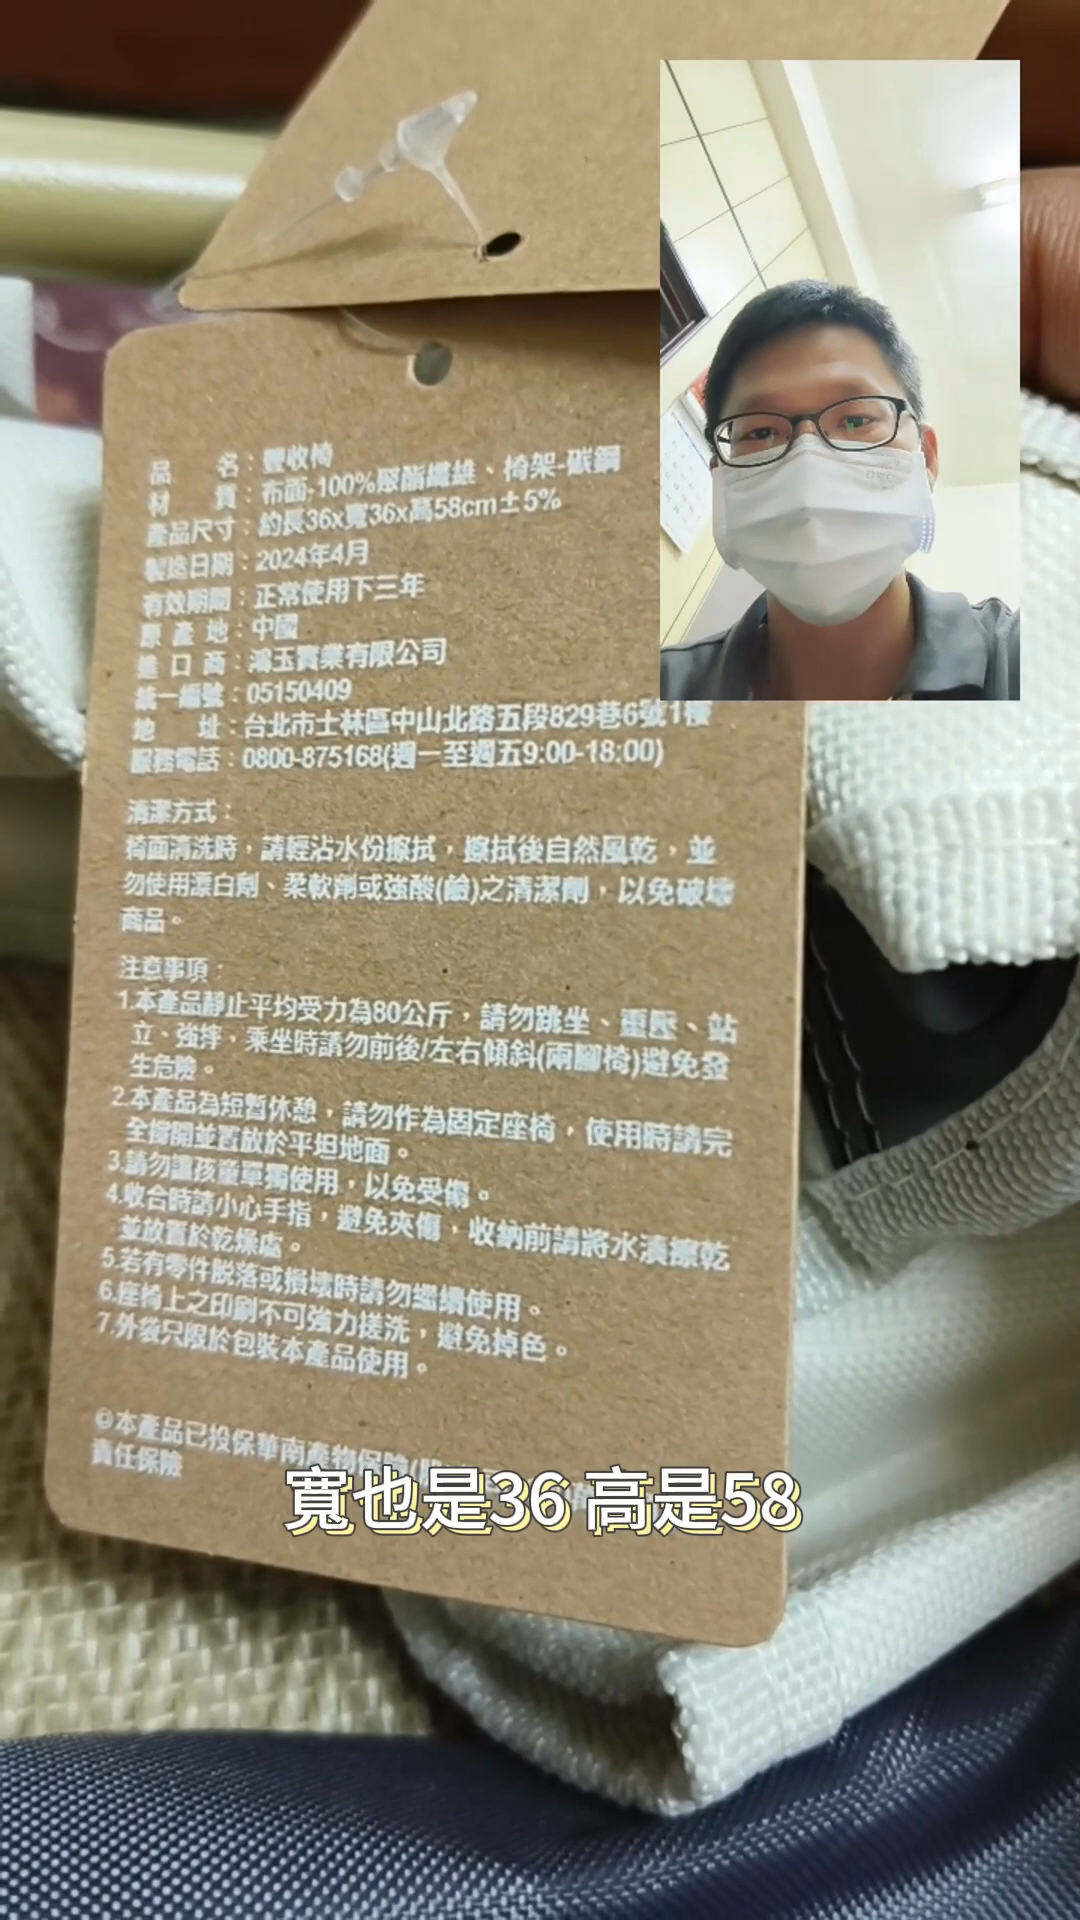 品 名：豐收椅
材 質：布面-100%聚酯纖維、椅架-碳鋼
產品尺寸：約長36x寬36x高58cm±5%
製造日期：2024年4月
有效期間：正常使用下三年
原產地：中國
進口商：鴻玉實業有限公司
統一編號：05150409
地 址：台北市士林區中山北路五段829巷6號1樓
服務電話：0800-875168(週一至週五9:00-18:00)
清潔方式：
椅面清洗時，請輕沾水份擦拭，擦拭後自然風乾，並
勿使用漂白劑、柔軟劑或強酸(鹼)之清潔劑，以免破壞
商品。
注意事項：
1.本產品靜止平均受力為80公斤，請勿跳坐、重壓、站
立、強摔，乘坐時請勿前後/左右傾斜(兩腳椅)避免發
生危險。
2.本產品為短暫休憩，請勿作為固定座椅，使用時請完
全撐開並置放於平坦地面。
3.請勿讓孩童單獨使用，以免受傷。
4.收合時請小心手指，避免夾傷，收納前請將水漬擦乾
並放置於乾燥處。
5.若有零件脫落或損壞時請勿繼續使用。
6.座椅上之印刷不可強力搓洗，避免掉色。
7.外袋只限於包裝本產品使用。
◎本產品已投保華南產物保險
責任保險
寬也是36 高是58